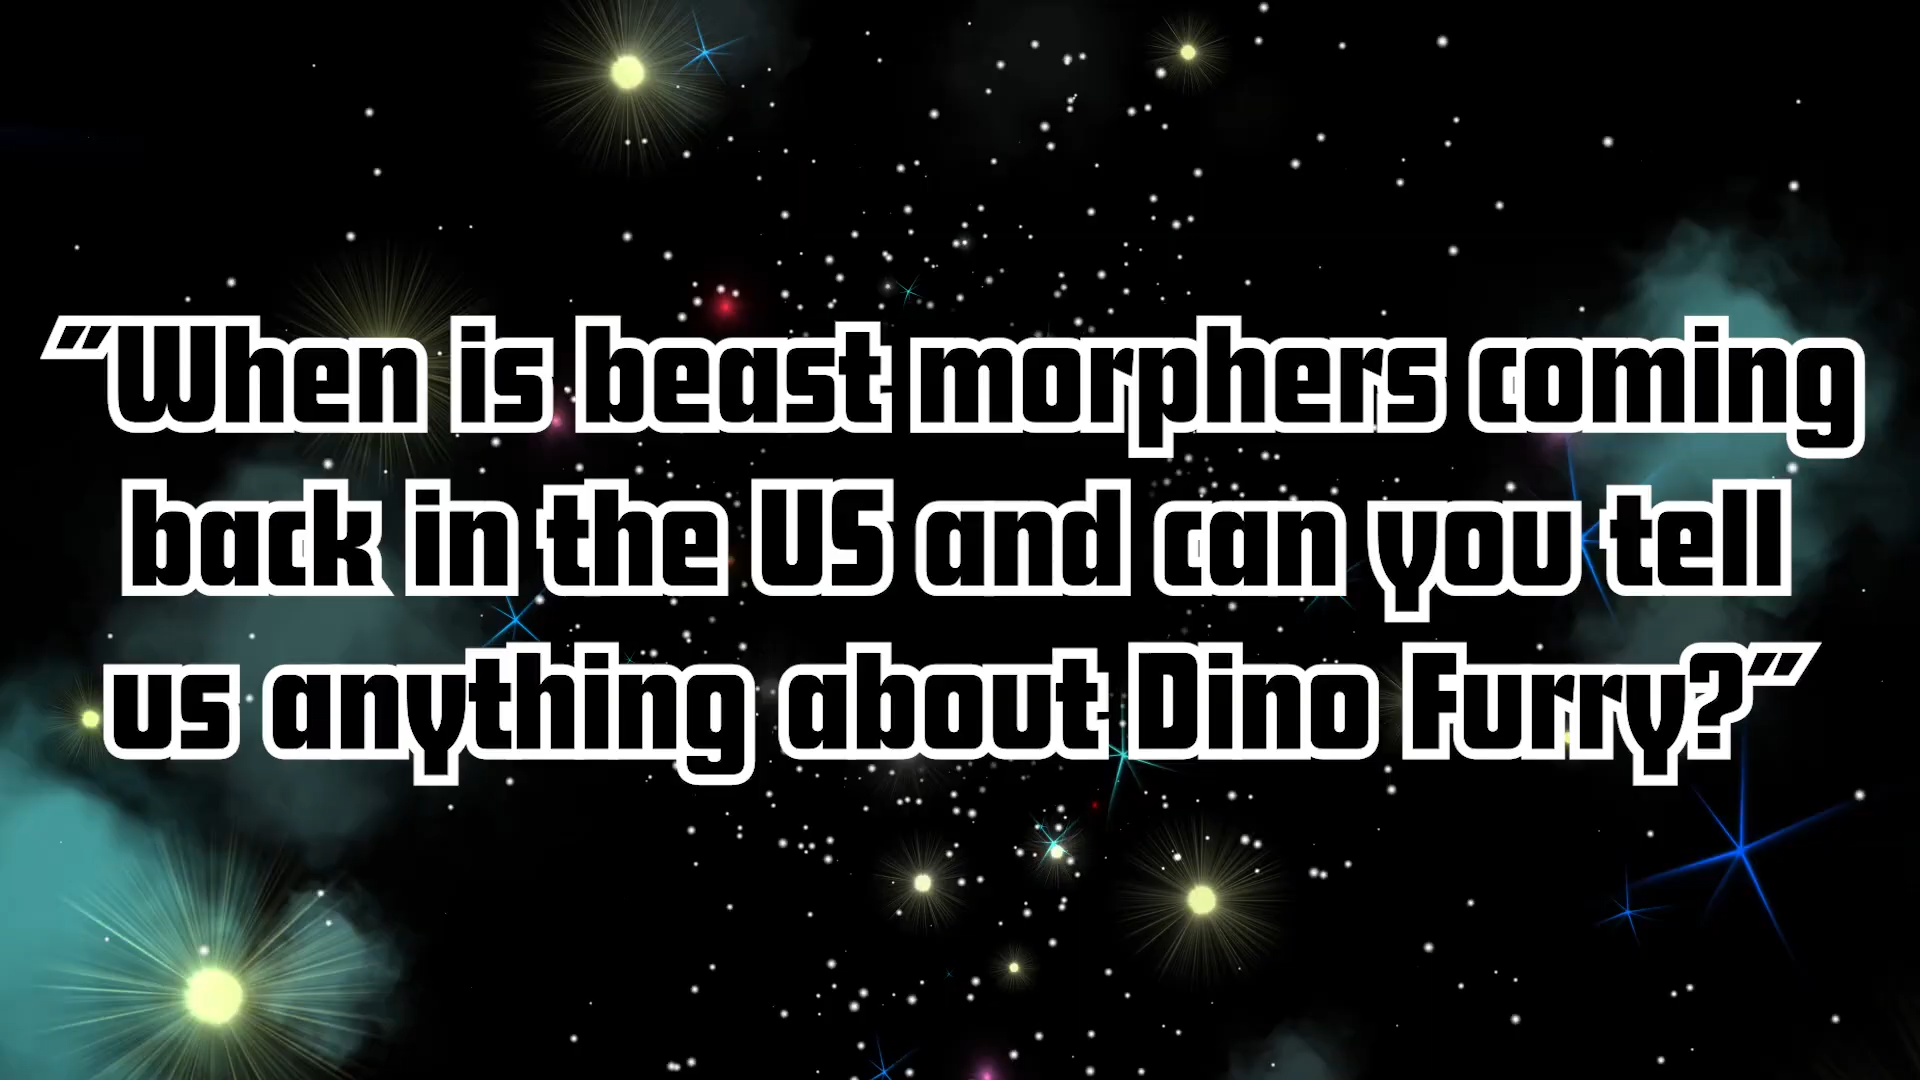 "When is beast morphers coming
back in the US and can you tell
us anything about Dino Furry?"